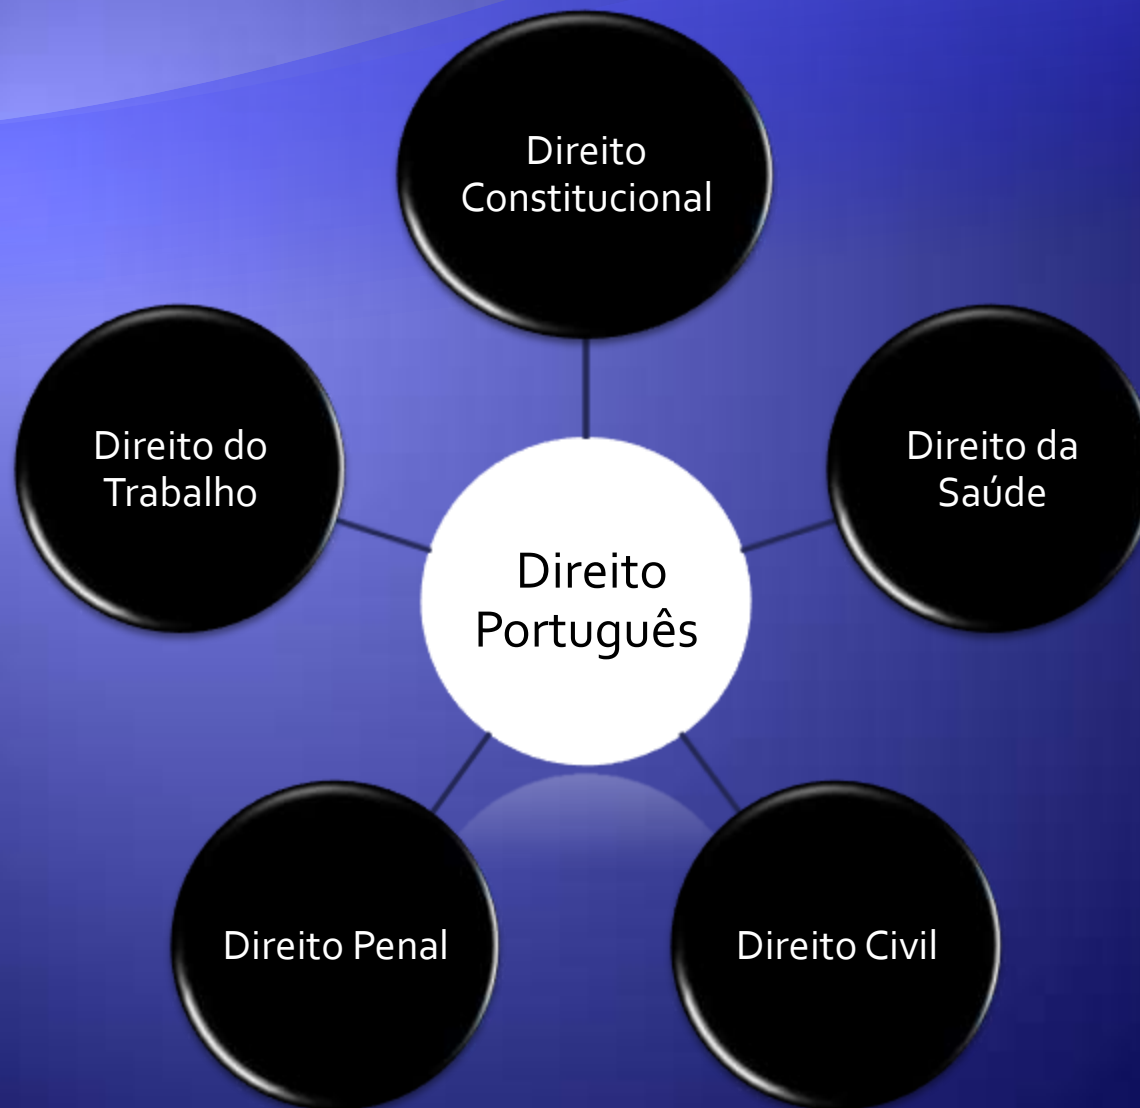 Direito
Constitucional
Direito do
Trabalho
Direito da
Saúde
Direito
Português
Direito Penal
Direito Civil